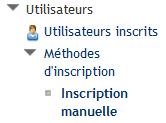 Utilisateurs
Utilisateurs inscrits
Méthodes
d'inscription
Inscription
manuelle